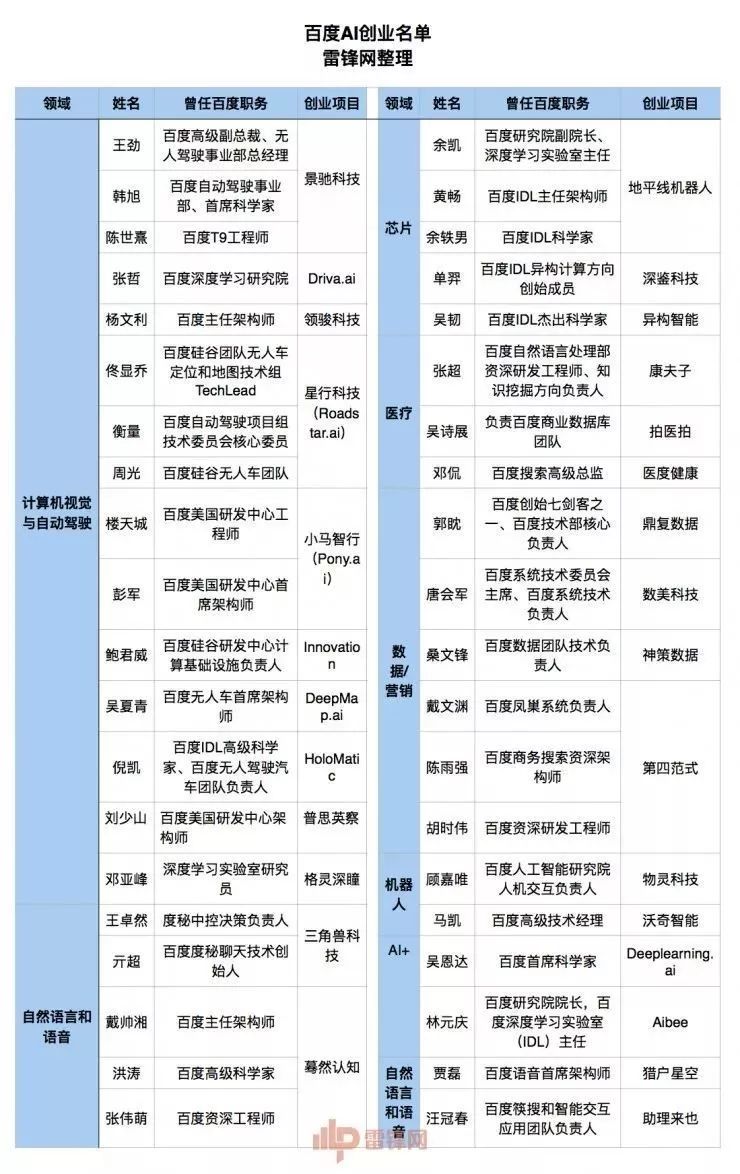 百度AI创业名单
雷锋网整理
领域
姓名
曾任百度职务
创业项目
计算机视觉
与自动驾驶
王劲
百度高级副总裁、无
人驾驶事业部总经理
景驰科技
韩旭
百度自动驾驶事业
部、首席科学家
陈世熹
百度T9工程师
张哲
百度深度学习研究院
Driva.ai
杨文利
百度主任架构师
领骏科技
佟显乔
百度硅谷团队无人车
定位和地图技术组
TechLead
星行科技
（Roads
tar.ai）
衡量
百度自动驾驶项目组
技术委员会核心委员
周光
百度硅谷无人车团队
楼天城
百度美国研发中心工
程师
小马智行
（Pony.a
i）
彭军
百度美国研发中心首
席架构师
鲍君威
百度硅谷研发中心计
算基础设施负责人
Innovatio
n
吴夏青
百度无人车首席架构
师
DeepMa
p.ai
倪凯
百度IDL高级科学
家、百度无人驾驶汽
车团队负责人
HoloMati
c
刘少山
百度美国研发中心架
构师
普思英察
邓亚峰
深度学习实验室研究
员
格灵深瞳
自然语言和
语音
王卓然
度秘中控决策负责人
三角兽科
技
亓超
百度度秘聊天技术创
始人
戴帅湘
百度主任架构师
蓦然认知
洪涛
百度高级科学家
张伟萌
百度资深工程师
领域
姓名
曾任百度职务
创业项目
芯片
余凯
百度研究院副院长、
深度学习实验室主任
地平线机器人
黄畅
百度IDL主任架构师
余轶男
百度IDL科学家
单羿
百度IDL异构计算方向
创始成员
深鉴科技
吴韧
百度IDL杰出科学家
异构智能
医疗
张超
百度自然语言处理部
资深研发工程师、知
识挖掘方向负责人
康夫子
吴诗展
负责百度商业数据库
团队
拍医拍
邓侃
百度搜索高级总监
医度健康
数
据/
营销
郭眈
百度创始七剑客之
一、百度技术部核心
负责人
鼎复数据
唐会军
百度系统技术委员会
主席、百度系统技术
负责人
数美科技
桑文锋
百度数据团队技术负
责人
神策数据
戴文渊
百度凤巢系统负责人
第四范式
陈雨强
百度商务搜索资深架
构师
胡时伟
百度资深研发工程师
机器
人
顾嘉唯
百度人工智能研究院
人机交互负责人
物灵科技
马凯
百度高级技术经理
沃奇智能
AI+
吴恩达
百度首席科学家
Deeplearning.
ai
林元庆
百度研究院院长，百
度深度学习实验室
（IDL）主任
Aibee
自然
语言
和语
音
贾磊
百度语音首席架构师
猎户星空
汪冠春
百度筷搜和智能交互
应用团队负责人
助理来也
雷锋网